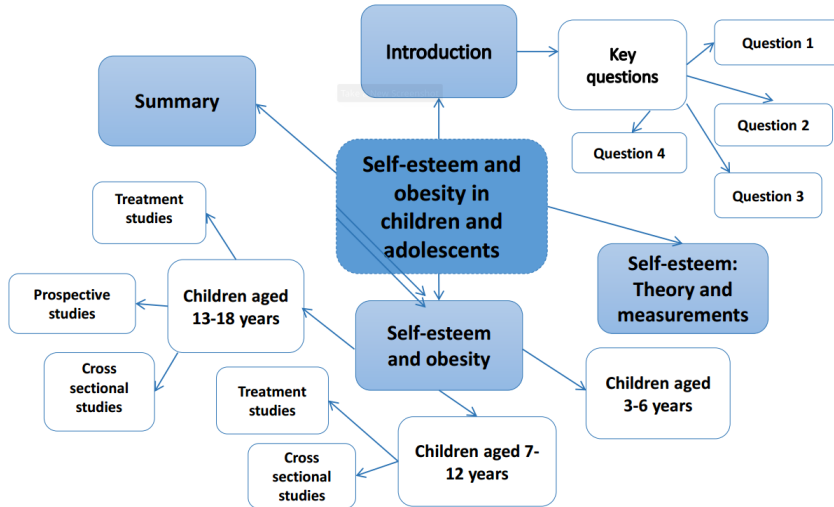 Introduction
Key
questions
Question 1
Question 2
Question 3
Question 4
Summary
Self-esteem and
obesity in
children and
adolescents
Self-esteem:
Theory and
measurements
Treatment
studies
Prospective
studies
Cross
sectional
studies
Children aged
13-18 years
Self-esteem
and obesity
Children aged
3-6 years
Treatment
studies
Cross
sectional
studies
Children aged 7-
12 years